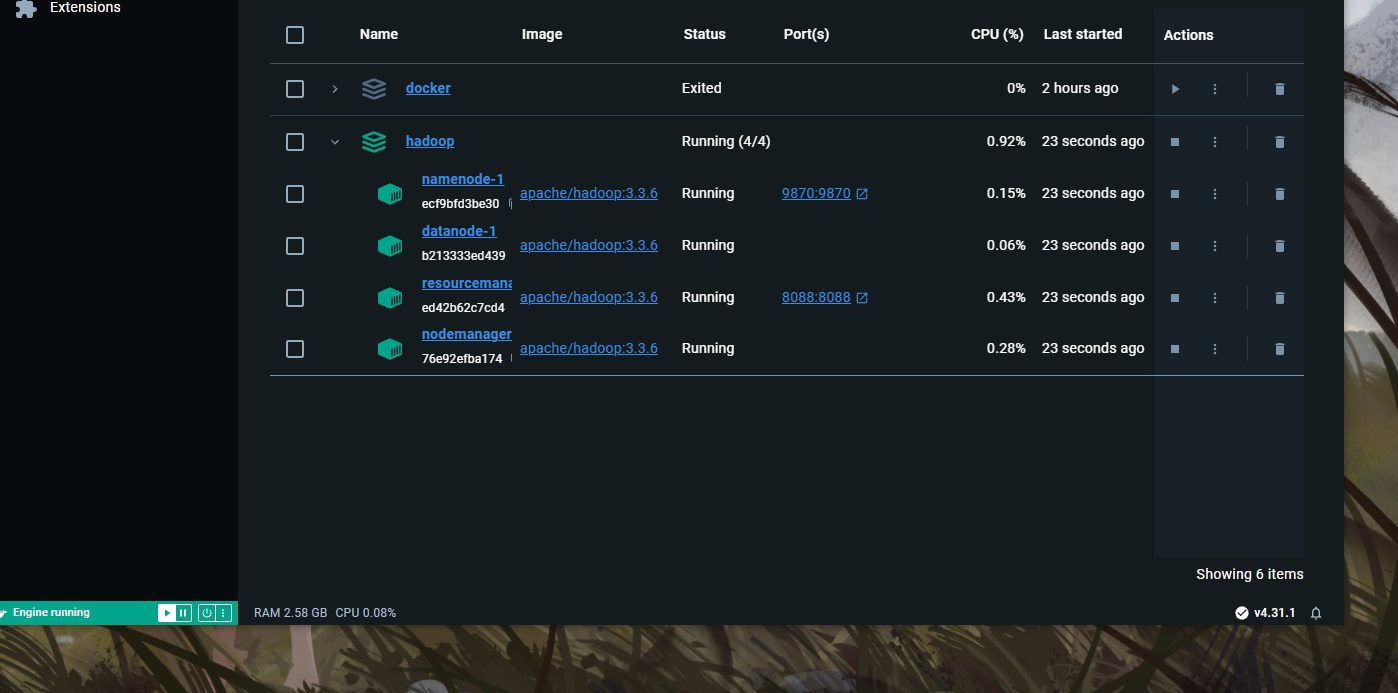 Extensions
Name Image Status Port(s) CPU (%) Last started Actions
docker Exited 0% 2 hours ago
hadoop Running (4/4) 0.92% 23 seconds ago
namenode-1
ecf9bfd3be30
apache/hadoop:3.3.6 Running 9870:9870 0.15% 23 seconds ago
datanode-1
b213333ed439
apache/hadoop:3.3.6 Running 0.06% 23 seconds ago
resourcemana
ed42b62c7cd4
apache/hadoop:3.3.6 Running 8088:8088 0.43% 23 seconds ago
nodemanager
76e92efba174
apache/hadoop:3.3.6 Running 0.28% 23 seconds ago
Showing 6 items
Engine running RAM 2.58 GB CPU 0.08% v4.31.1